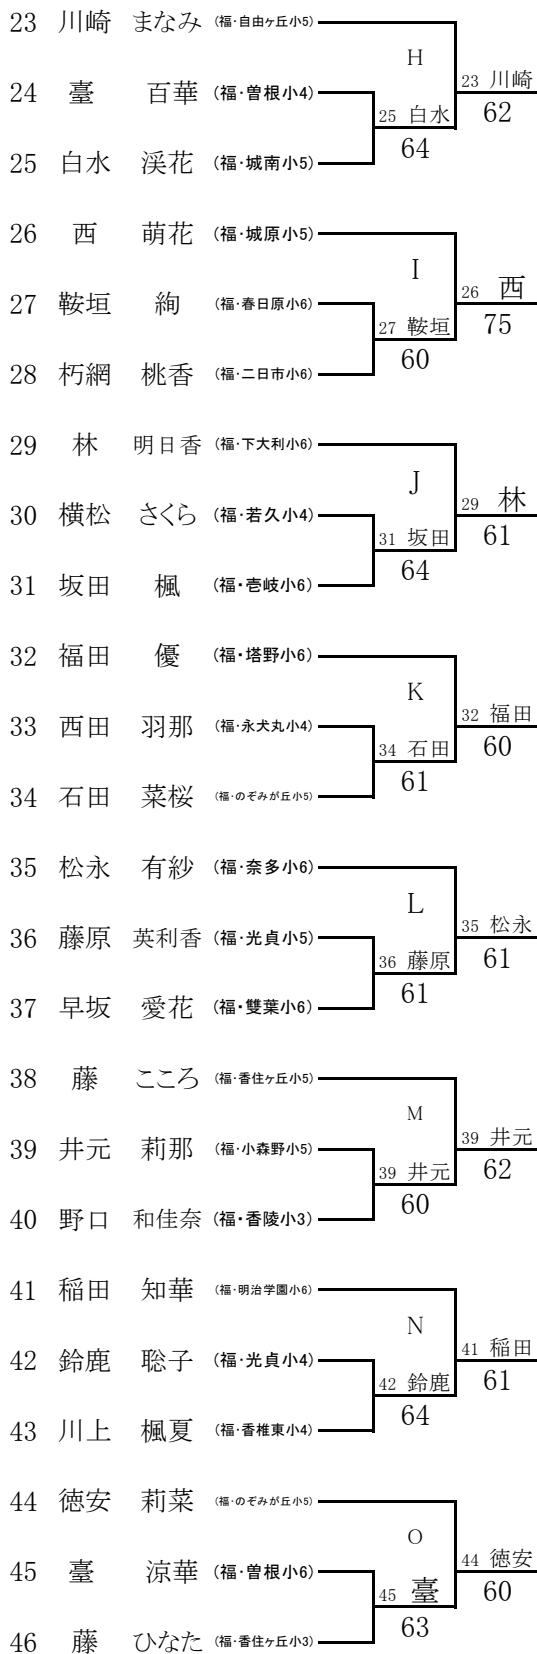 23 川崎 まなみ (福・自由ヶ丘小5)
H
23 川崎
24 臺 百華 (福・曽根小4)
25 白水
62
64
25 白水 渓花 (福・城南小5)
26 西 萌花 (福・城原小5)
I
26 西
27 鞍垣 絢 (福・春日原小6)
27 鞍垣
75
60
28 朽網 桃香 (福・二日市小6)
29 林 明日香 (福・下大利小6)
J
29 林
30 横松 さくら (福・若久小4)
31 坂田
61
64
31 坂田 楓 (福・壱岐小6)
32 福田 優 (福・塔野小6)
K
32 福田
33 西田 羽那 (福・永犬丸小4)
34 石田
60
61
34 石田 菜桜 (福・のぞみが丘小5)
35 松永 有紗 (福・奈多小6)
L
35 松永
36 藤原 英利香 (福・光貞小5)
36 藤原
61
61
37 早坂 愛花 (福・雙葉小6)
38 藤 こころ (福・香住ヶ丘小5)
M
39 井元
39 井元 莉那 (福・小森野小5)
39 井元
62
60
40 野口 和佳奈 (福・香陵小3)
41 稲田 知華 (福・明治学園小6)
N
41 稲田
42 鈴鹿 聡子 (福・光貞小4)
42 鈴鹿
61
64
43 川上 楓夏 (福・香椎東小4)
44 徳安 莉菜 (福・のぞみが丘小5)
O
44 徳安
45 臺 涼華 (福・曽根小6)
45 臺
60
63
46 藤 ひなた (福・香住ヶ丘小3)